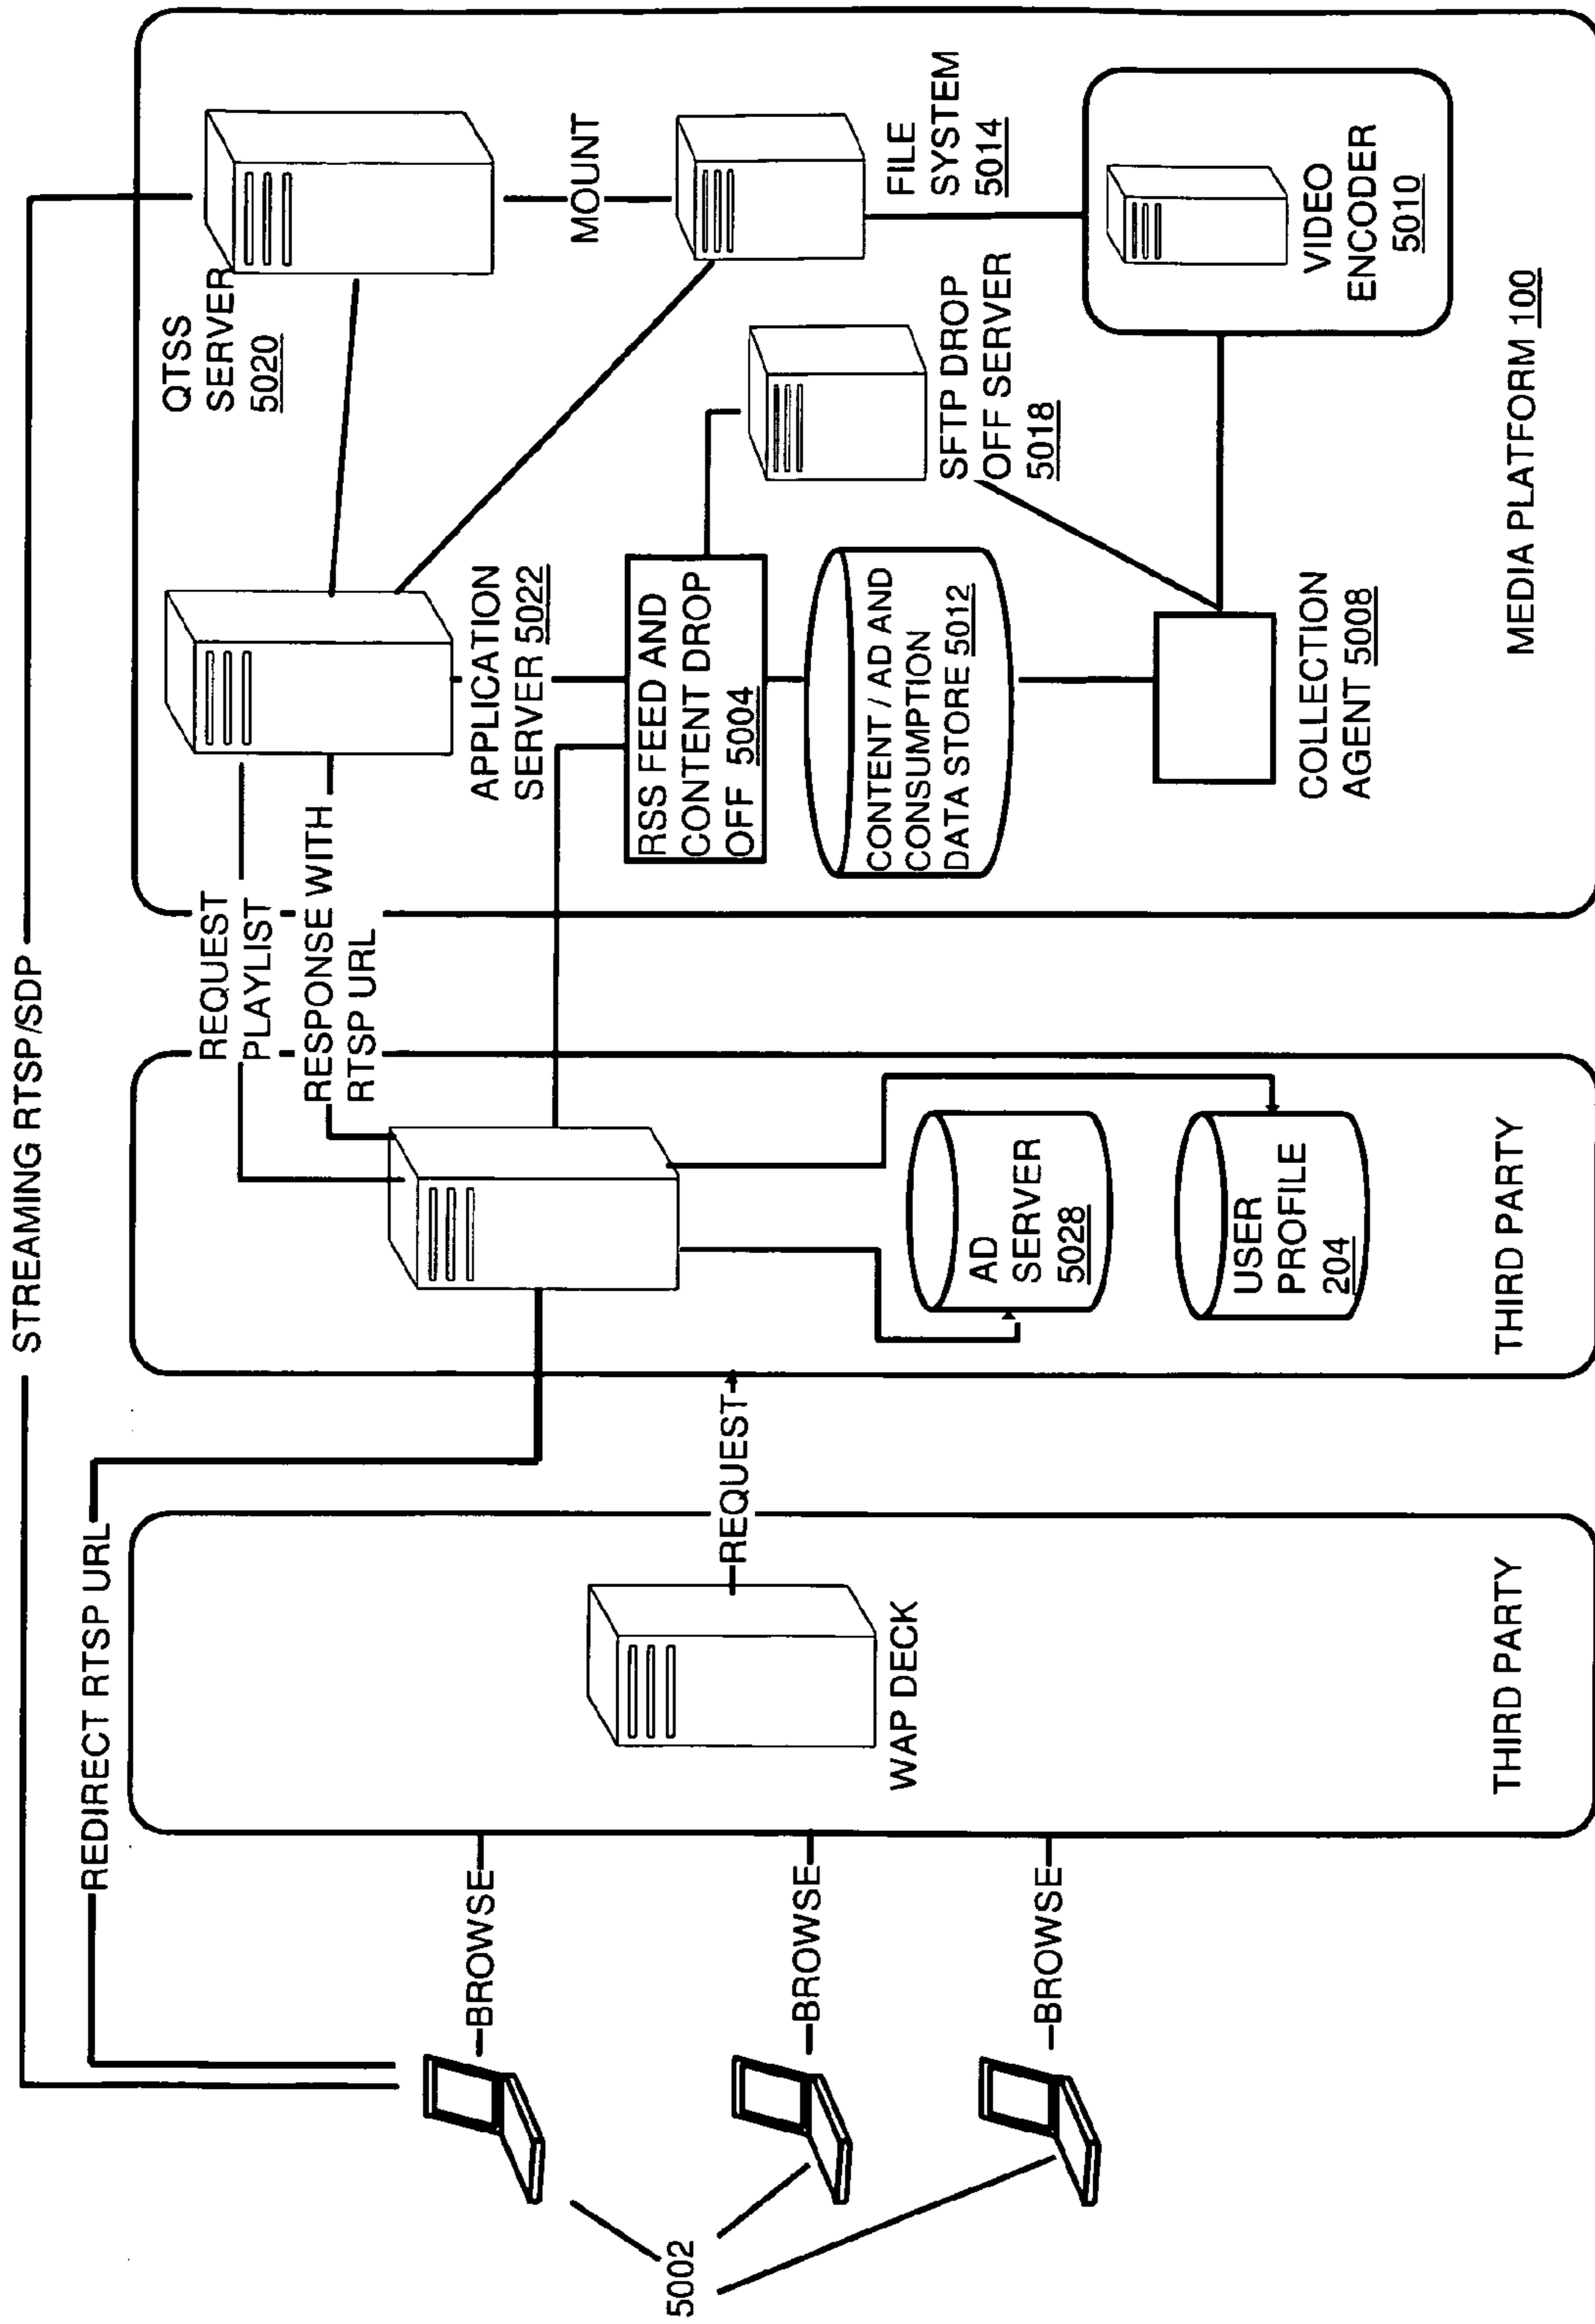 STREAMING RTSP/SDP
REDIRECT RTSP URL
5002
BROWSE
BROWSE
BROWSE
WAP DECK
THIRD PARTY
REQUEST
AD
SERVER
5028
USER
PROFILE
204
THIRD PARTY
REQUEST
PLAYLIST
RESPONSE WITH
RTSP URL
QTSS
SERVER
5020
APPLICATION
SERVER 5022
MOUNT
RSS FEED AND
CONTENT DROP
OFF 5004
FILE
SYSTEM
5014
SFTP DROP
OFF SERVER
5018
CONTENT / AD AND
CONSUMPTION
DATA STORE 5012
VIDEO
ENCODER
5010
COLLECTION
AGENT 5008
MEDIA PLATFORM 100